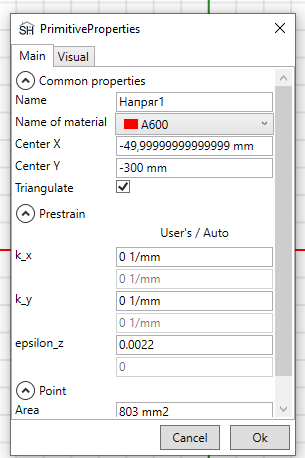 SH PrimitiveProperties
Main Visual
Common properties
Name Напряг1
Name of material A600
Center X -49,99999999999999 mm
Center Y -300 mm
Triangulate
Prestrain
User's / Auto
k_x 0 1/mm
0 1/mm
k_y 0 1/mm
0 1/mm
epsilon_z 0,0022
0
Point
Area 803 mm2
Cancel Ok